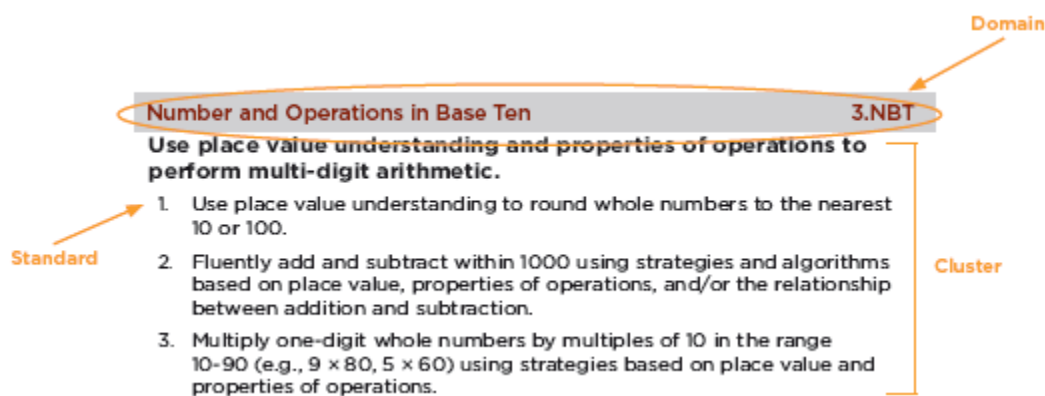 Domain
Number and Operations in Base Ten 3.NBT
Use place value understanding and properties of operations to
perform multi-digit arithmetic.
1. Use place value understanding to round whole numbers to the nearest
10 or 100.
Standard
2. Fluently add and subtract within 1000 using strategies and algorithms
based on place value, properties of operations, and/or the relationship
between addition and subtraction.
Cluster
3. Multiply one-digit whole numbers by multiples of 10 in the range
10-90 (e.g., 9 × 80, 5 × 60) using strategies based on place value and
properties of operations.